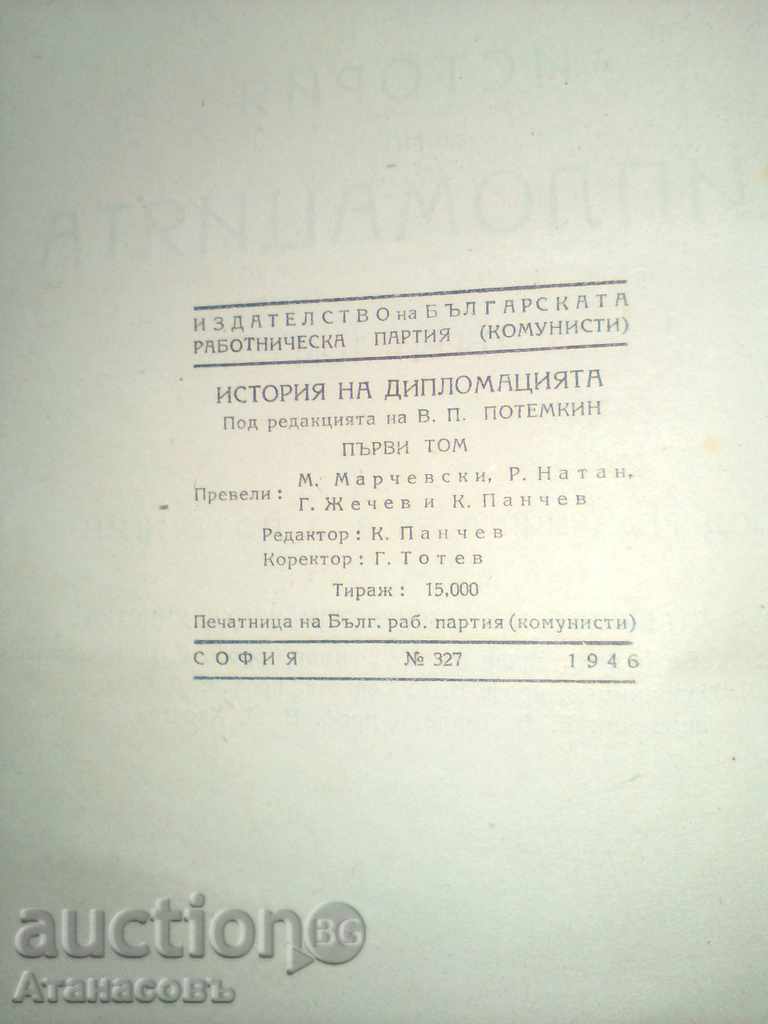 ИСТОРИЯ
ДИПЛОМАЦИЯТА
ИЗДАТЕЛСТВО на БЪЛГАРСКАТА
РАБОТНИЧЕСКА ПАРТИЯ (КОМУНИСТИ)
ИСТОРИЯ НА ДИПЛОМАЦИЯТА
Под редакцията на В. П. ПОТЕМКИН
ПЪРВИ ТОМ
Превели: М. Марчевски, Р. Натан,
Г. Жечев и К. Панчев
Редактор: К. Панчев
Коректор: Г. Тотев
Тираж: 15,000
Печатница на Бълг. раб. партия (комунисти)
СОФИЯ № 327 1946
auction BG
Атанасовъ